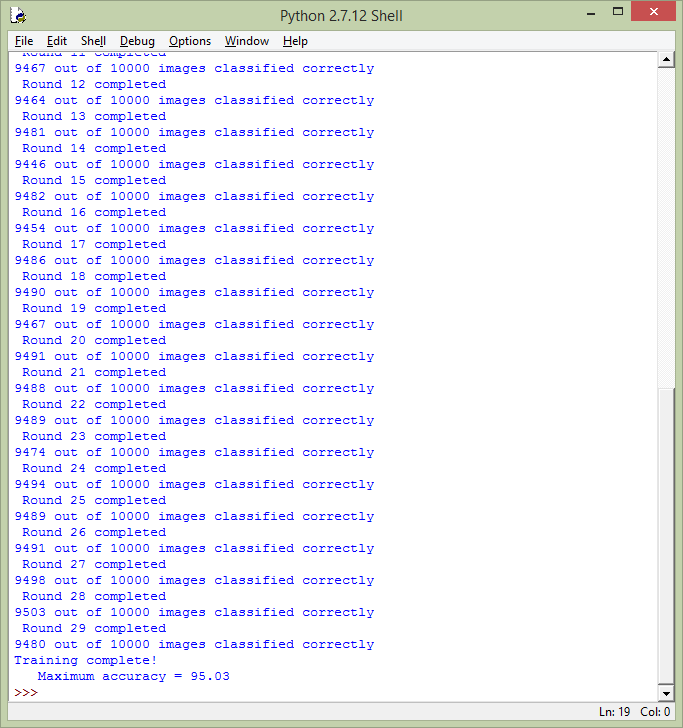 Python 2.7.12 Shell
File Edit Shell Debug Options Window Help
Round 11 completed
9467 out of 10000 images classified correctly
Round 12 completed
9464 out of 10000 images classified correctly
Round 13 completed
9481 out of 10000 images classified correctly
Round 14 completed
9446 out of 10000 images classified correctly
Round 15 completed
9482 out of 10000 images classified correctly
Round 16 completed
9454 out of 10000 images classified correctly
Round 17 completed
9486 out of 10000 images classified correctly
Round 18 completed
9490 out of 10000 images classified correctly
Round 19 completed
9467 out of 10000 images classified correctly
Round 20 completed
9491 out of 10000 images classified correctly
Round 21 completed
9488 out of 10000 images classified correctly
Round 22 completed
9489 out of 10000 images classified correctly
Round 23 completed
9474 out of 10000 images classified correctly
Round 24 completed
9494 out of 10000 images classified correctly
Round 25 completed
9489 out of 10000 images classified correctly
Round 26 completed
9491 out of 10000 images classified correctly
Round 27 completed
9498 out of 10000 images classified correctly
Round 28 completed
9503 out of 10000 images classified correctly
Round 29 completed
9480 out of 10000 images classified correctly
Training complete!
Maximum accuracy = 95.03
>>>
Ln: 19 Col: 0